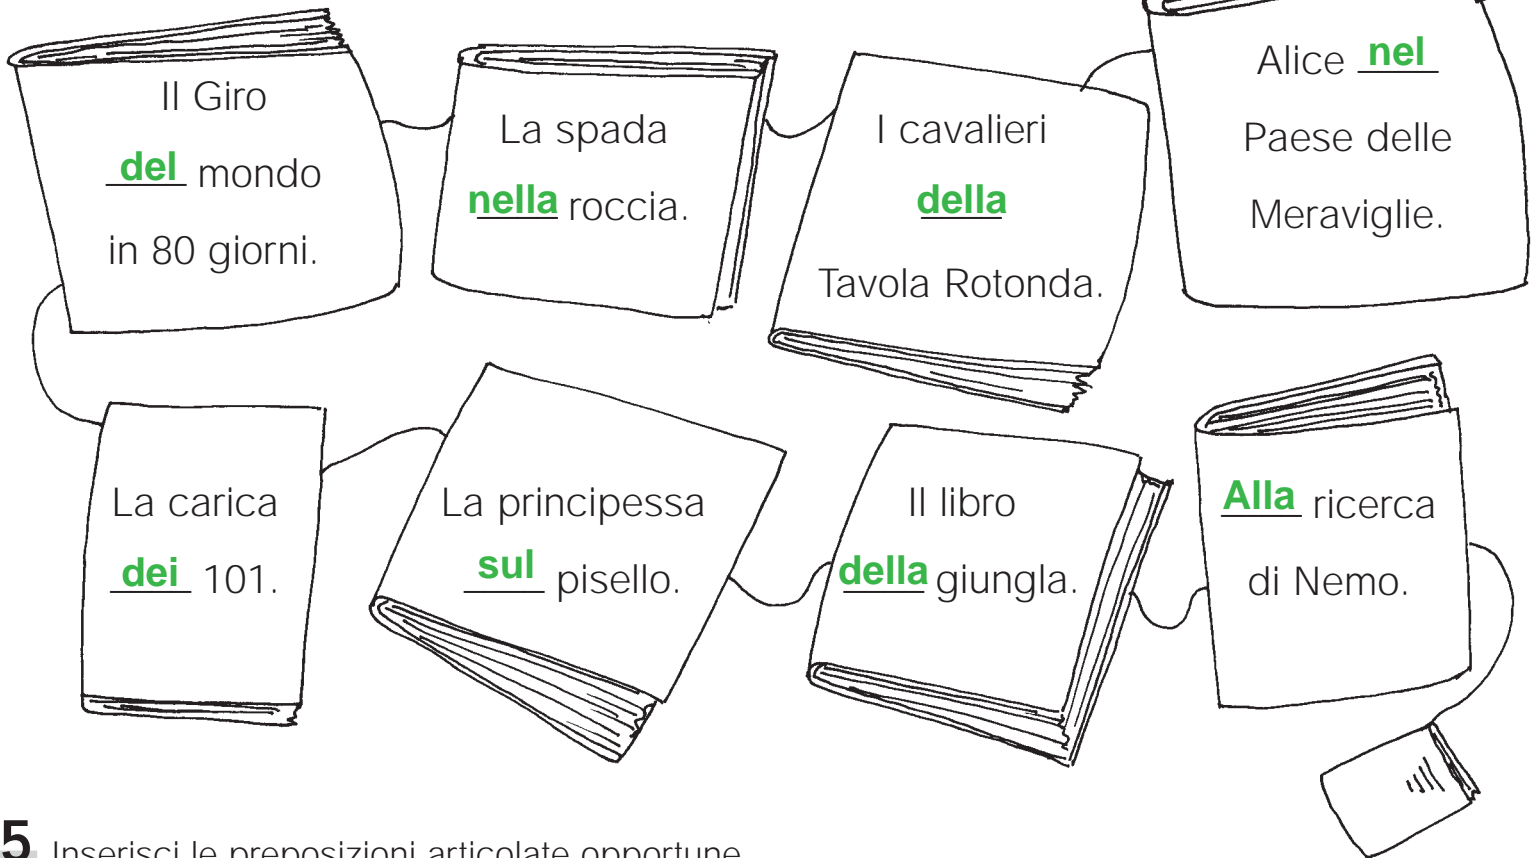 Il Giro
del mondo
in 80 giorni.
La spada
nella roccia.
I cavalieri
della
Tavola Rotonda.
Alice nel
Paese delle
Meraviglie.
La carica
dei 101.
La principessa
sul pisello.
Il libro
della giungla.
Alla ricerca
di Nemo.
5 Inserisci le preposizioni articolate opportune